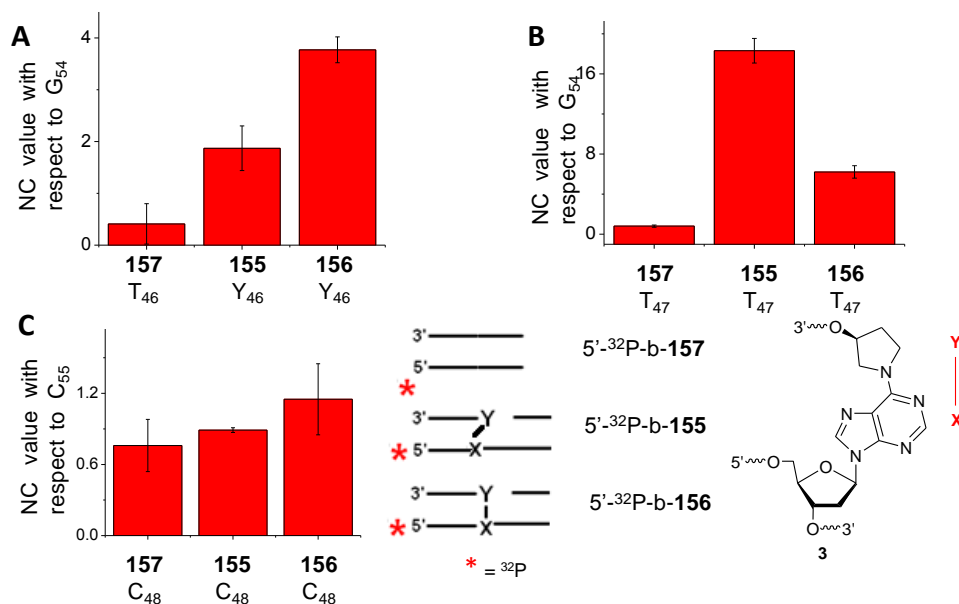 A
NC value with
respect to G₅₄
4
2
0
157 155 156
T₄₆ Y₄₆ Y₄₆
B
NC value with
respect to G₅₄
16
8
0
157 155 156
T₄₇ T₄₇ T₄₇
C
NC value with
respect to C₅₅
1.2
0.6
0.0
157 155 156
C₄₈ C₄₈ C₄₈
3'
5'
*
5'-³²P-b-157
3' Y
* 5' X
5'-³²P-b-155
3' Y
* 5' X
5'-³²P-b-156
* = ³²P
3' O
N
N N
N N
5' O O
O 3'
3
Y
X